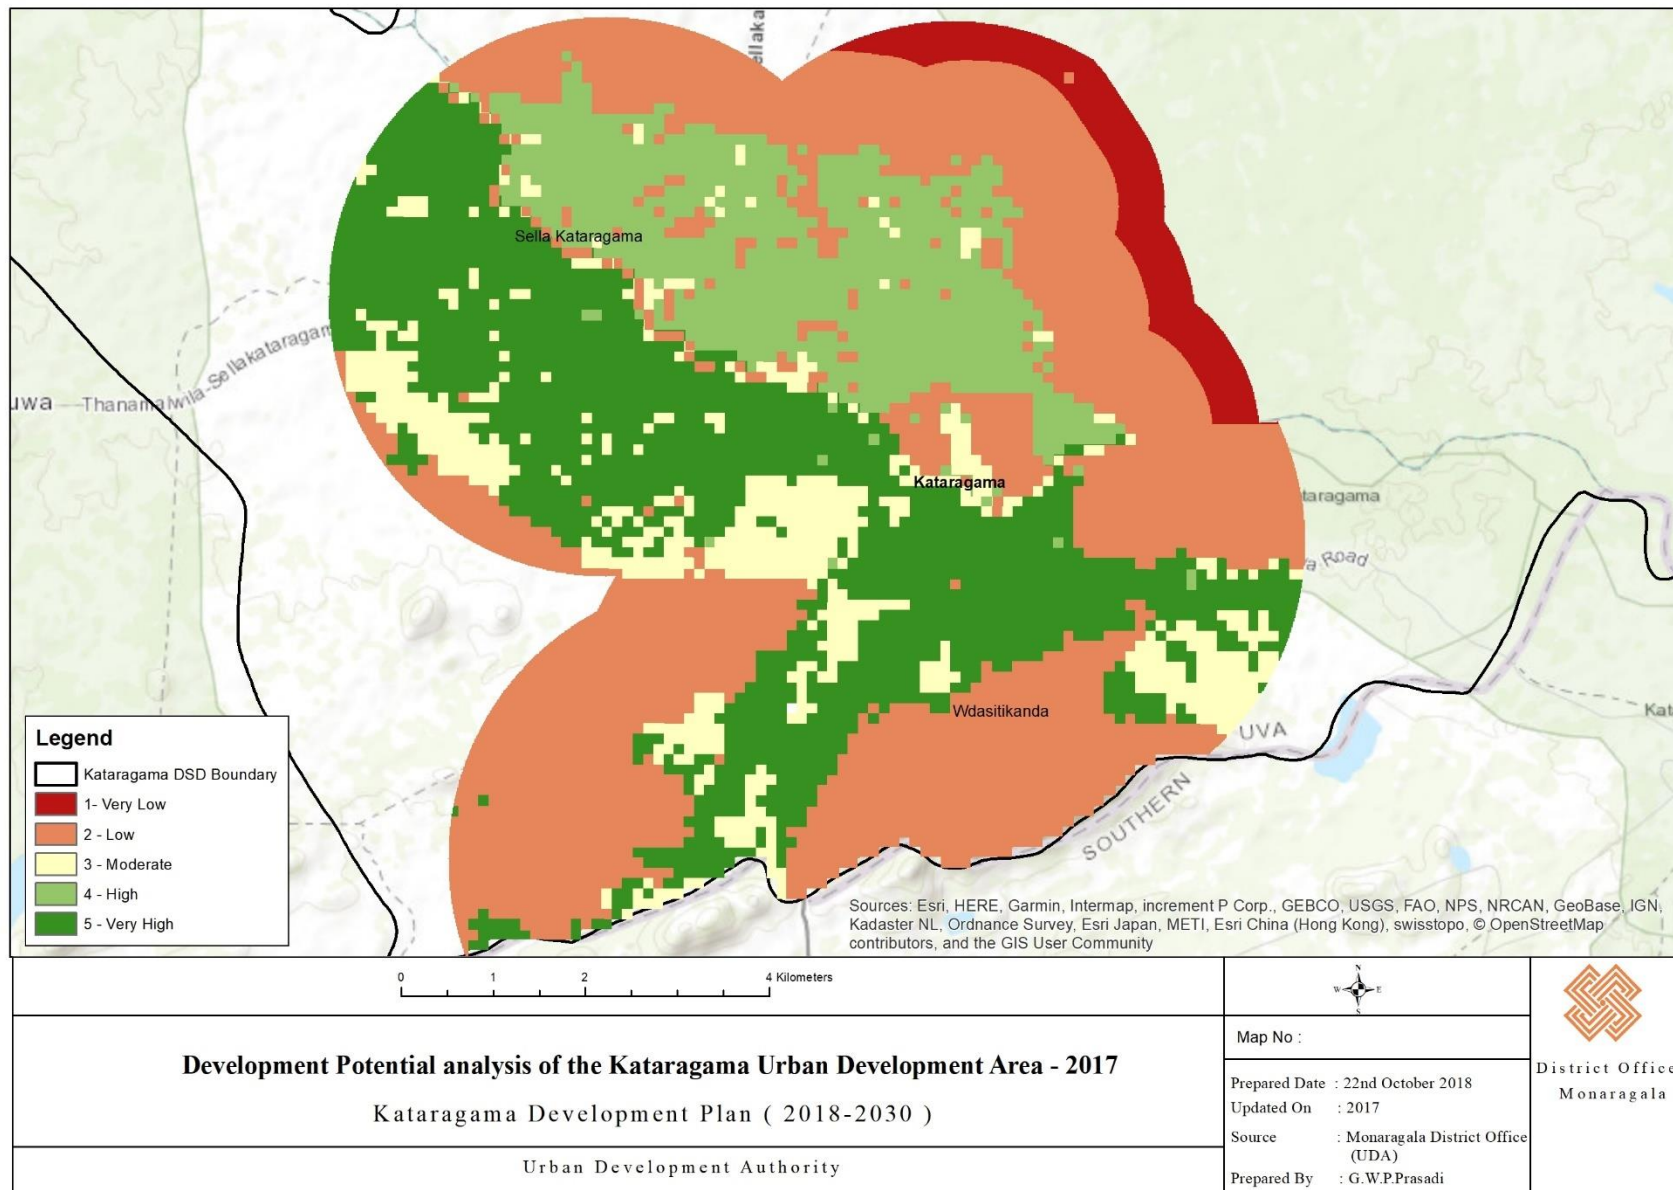 ellaka
Sella Kataragama
Thanamalwila-Sellakataragam
uwa
Kataragama
taragama
a Road
Wdasitikanda
Kat
UVA
SOUTHERN
Legend
Kataragama DSD Boundary
1- Very Low
2 - Low
3 - Moderate
4 - High
5 - Very High
Sources: Esri, HERE, Garmin, Intermap, increment P Corp., GEBCO, USGS, FAO, NPS, NRCAN, GeoBase, IGN,
Kadaster NL, Ordnance Survey, Esri Japan, METI, Esri China (Hong Kong), swisstopo, © OpenStreetMap
contributors, and the GIS User Community
0 1 2 4 Kilometers
N
W E
S
Map No :
Development Potential analysis of the Kataragama Urban Development Area - 2017
Kataragama Development Plan ( 2018-2030 )
Urban Development Authority
Prepared Date : 22nd October 2018
Updated On : 2017
Source : Monaragala District Office
(UDA)
Prepared By : G.W.P.Prasadi
District Office
Monaragala